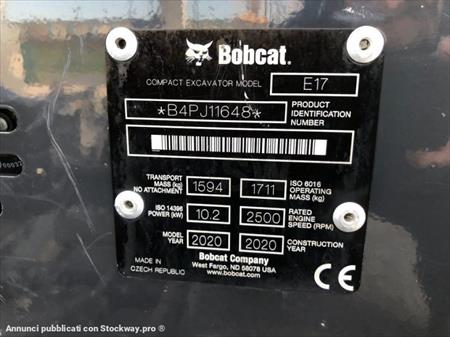 Bobcat.
COMPACT EXCAVATOR MODEL E17
*B4PJ11648* PRODUCT IDENTIFICATION NUMBER
TRANSPORT MASS (kg) NO ATTACHMENT 1594 1711 ISO 6016 OPERATING MASS (kg)
ISO 14396 POWER (kW) 10.2 2500 RATED ENGINE SPEED (RPM)
MODEL YEAR 2020 2020 CONSTRUCTION YEAR
MADE IN CZECH REPUBLIC
Bobcat Company
West Fargo, ND 58078 USA
www.bobcat.com
CE
Annunci pubblicati con Stockway.pro ®